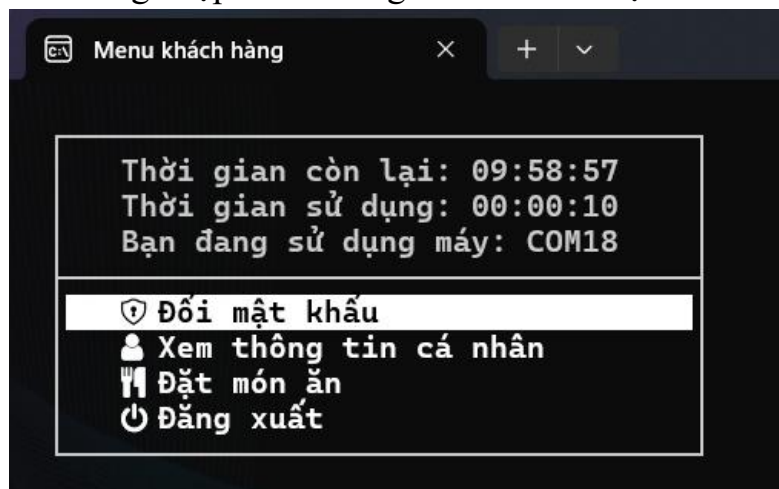 Menu khách hàng
Thời gian còn lại: 09:58:57
Thời gian sử dụng: 00:00:10
Bạn đang sử dụng máy: COM18
Đổi mật khẩu
Xem thông tin cá nhân
Đặt món ăn
Đăng xuất